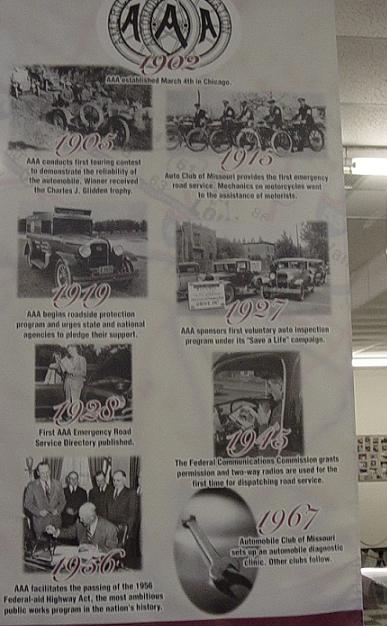 AAA
1902
AAA established March 4th in Chicago.
1905
AAA conducts first touring contest
to demonstrate the reliability of
the automobile. Winner received
the Charles J. Glidden trophy.
1915
Auto Club of Missouri provides the first emergency
road service. Mechanics on motorcycles went
to the assistance of motorists.
1919
AAA begins roadside protection
program and urges state and national
agencies to pledge their support.
1927
AAA sponsors first voluntary auto inspection
program under its "Save a Life" campaign.
1928
First AAA Emergency Road
Service Directory published.
1945
The Federal Communications Commission grants
permission and two-way radios are used for the
first time for dispatching road service.
1956
AAA facilitates the passing of the 1956
Federal-aid Highway Act, the most ambitious
public works program in the nation's history.
1967
Automobile Club of Missouri
sets up an automobile diagnostic
clinic. Other clubs follow.